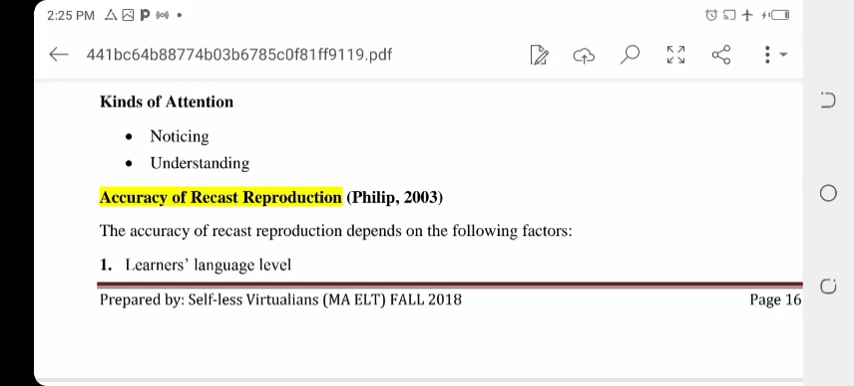 2:25 PM
441bc64b88774b03b6785c0f81ff9119.pdf
Kinds of Attention
• Noticing
• Understanding
Accuracy of Recast Reproduction (Philip, 2003)
The accuracy of recast reproduction depends on the following factors:
1. Learners' language level
Prepared by: Self-less Virtualians (MA ELT) FALL 2018 Page 16